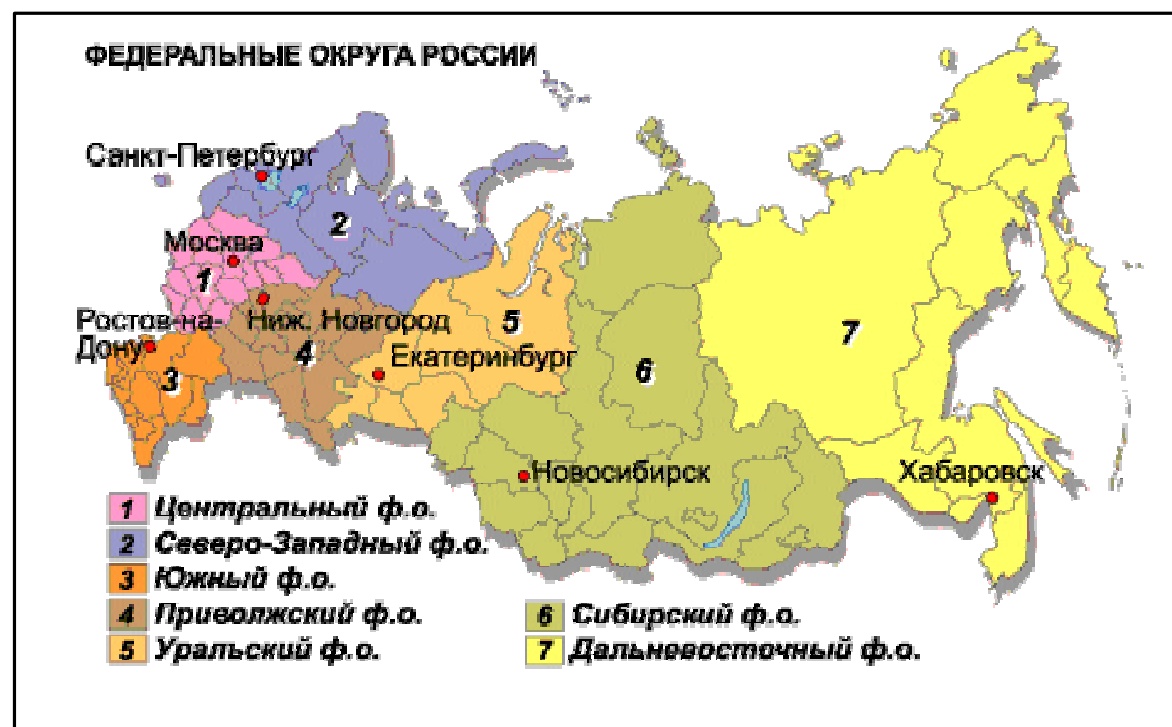 ФЕДЕРАЛЬНЫЕ ОКРУГА РОССИИ
Санкт-Петербург
2
Москва
1
Ростов-на-
Дону
Ниж. Новгород
5
7
4
Екатеринбург
6
3
Новосибирск
Хабаровск
1 Центральный ф.о.
2 Северо-Западный ф.о.
3 Южный ф.о.
4 Приволжский ф.о.
5 Уральский ф.о.
6 Сибирский ф.о.
7 Дальневосточный ф.о.